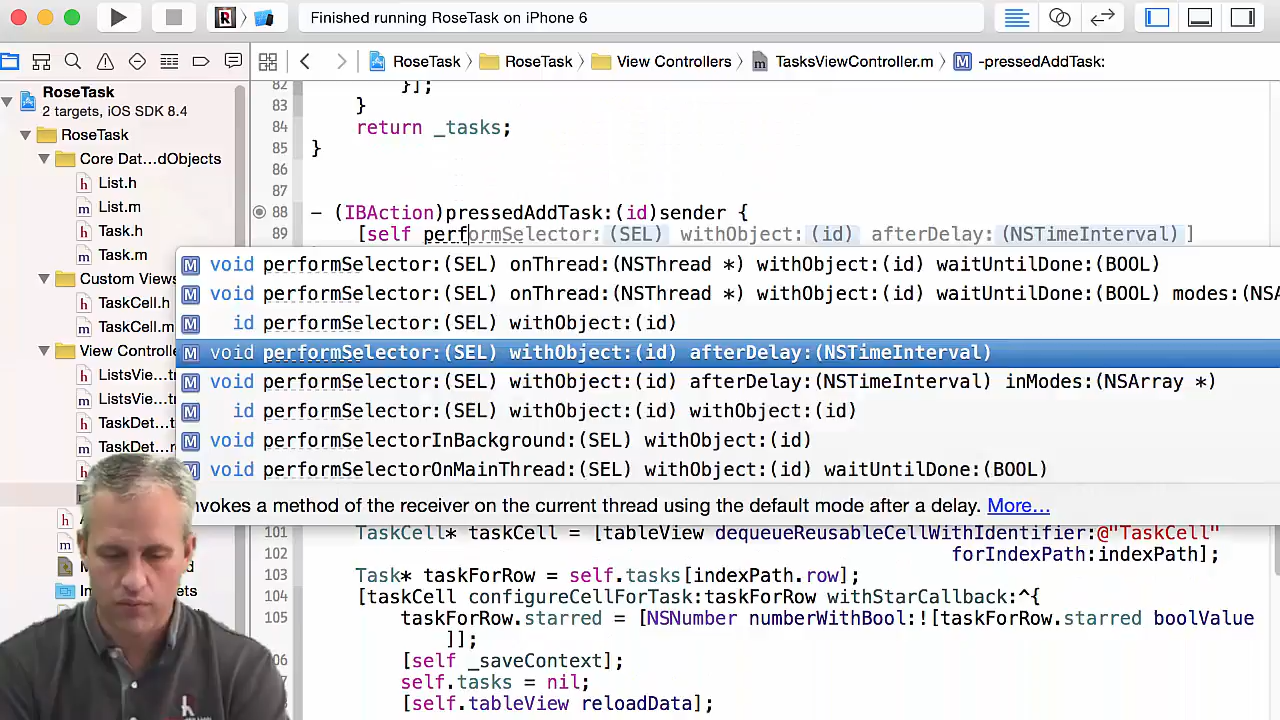 Finished running RoseTask on iPhone 6
RoseTask RoseTask View Controllers TasksViewController.m -pressedAddTask:
RoseTask
2 targets, iOS SDK 8.4
RoseTask
Core Dat...dObjects
List.h
List.m
Task.h
Task.m
Custom Views
TaskCell.h
TaskCell.m
View Controlle
ListsVie...
ListsVie...
TaskDet...
TaskDet...
82 }];
83 }
84 return _tasks;
85 }
86
87
88 - (IBAction)pressedAddTask:(id)sender {
89 [self performSelector:(SEL) withObject:(id) afterDelay:(NSTimeInterval)]
M void performSelector:(SEL) onThread:(NSThread *) withObject:(id) waitUntilDone:(BOOL)
M void performSelector:(SEL) onThread:(NSThread *) withObject:(id) waitUntilDone:(BOOL) modes:(NSA
M id performSelector:(SEL) withObject:(id)
M void performSelector:(SEL) withObject:(id) afterDelay:(NSTimeInterval)
M void performSelector:(SEL) withObject:(id) afterDelay:(NSTimeInterval) inModes:(NSArray *)
M id performSelector:(SEL) withObject:(id) withObject:(id)
M void performSelectorInBackground:(SEL) withObject:(id)
M void performSelectorOnMainThread:(SEL) withObject:(id) waitUntilDone:(BOOL)
nvokes a method of the receiver on the current thread using the default mode after a delay. More...
101 TaskCell* taskCell = [tableView dequeueReusableCellWithIdentifier:@"TaskCell"
102 forIndexPath:indexPath];
103 Task* taskForRow = self.tasks[indexPath.row];
104 [taskCell configureCellForTask:taskForRow withStarCallback:^{
105 taskForRow.starred = [NSNumber numberWithBool:![taskForRow.starred boolValue
]];
106 [self _saveContext];
self.tasks = nil;
[self.tableView reloadData];